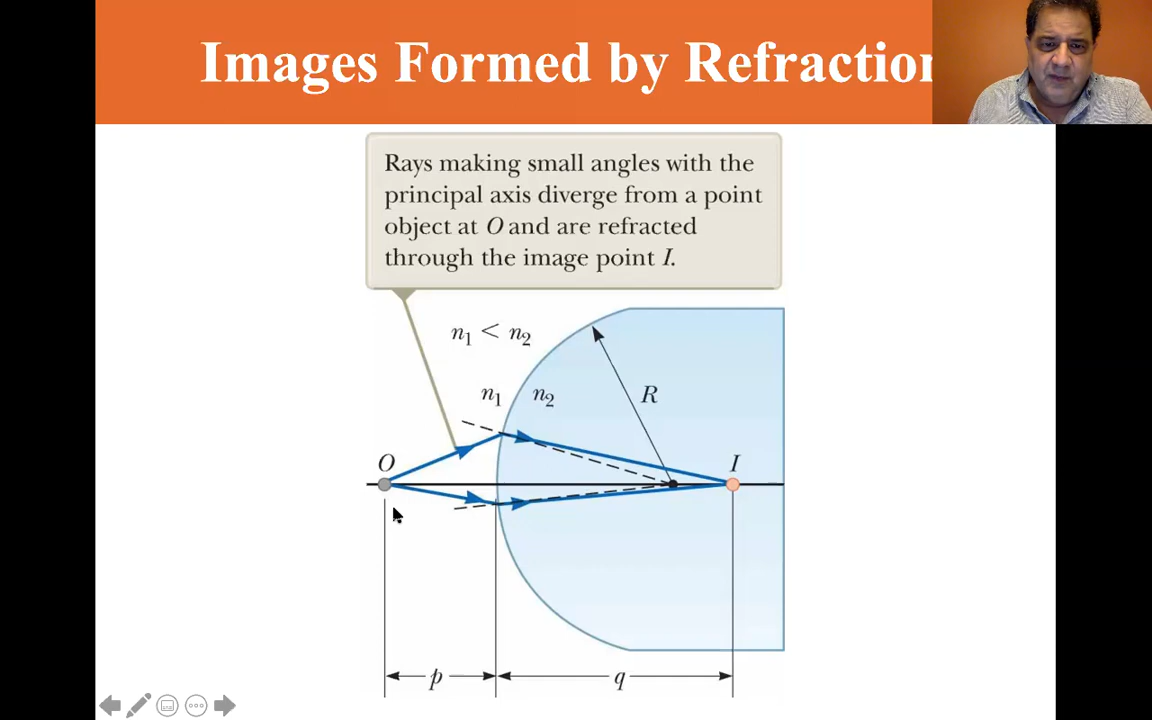 Images Formed by Refraction
Rays making small angles with the
principal axis diverge from a point
object at O and are refracted
through the image point I.
n₁ < n₂
n₁ n₂
R
O
I
p
q